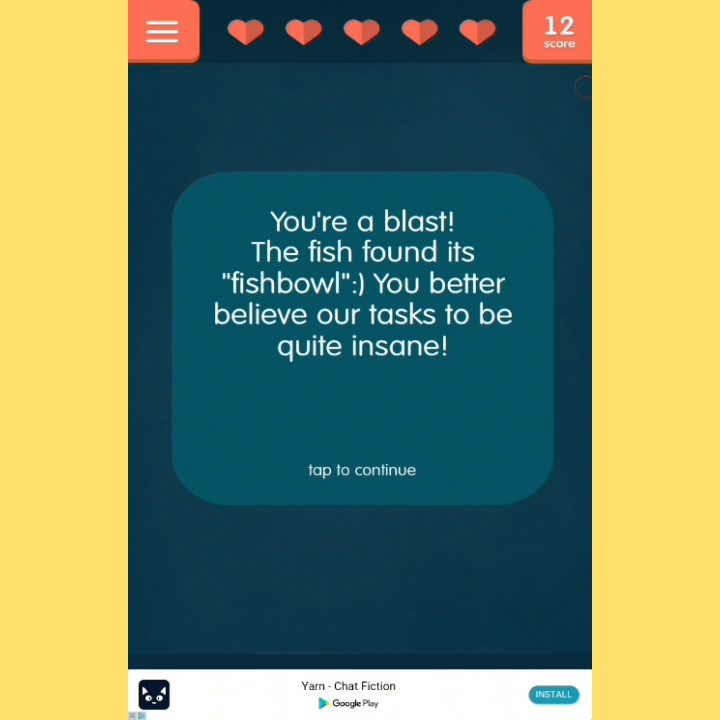 12
score
You're a blast!
The fish found its
"fishbowl":) You better
believe our tasks to be
quite insane!
tap to continue
Yarn - Chat Fiction
Google Play
INSTALL